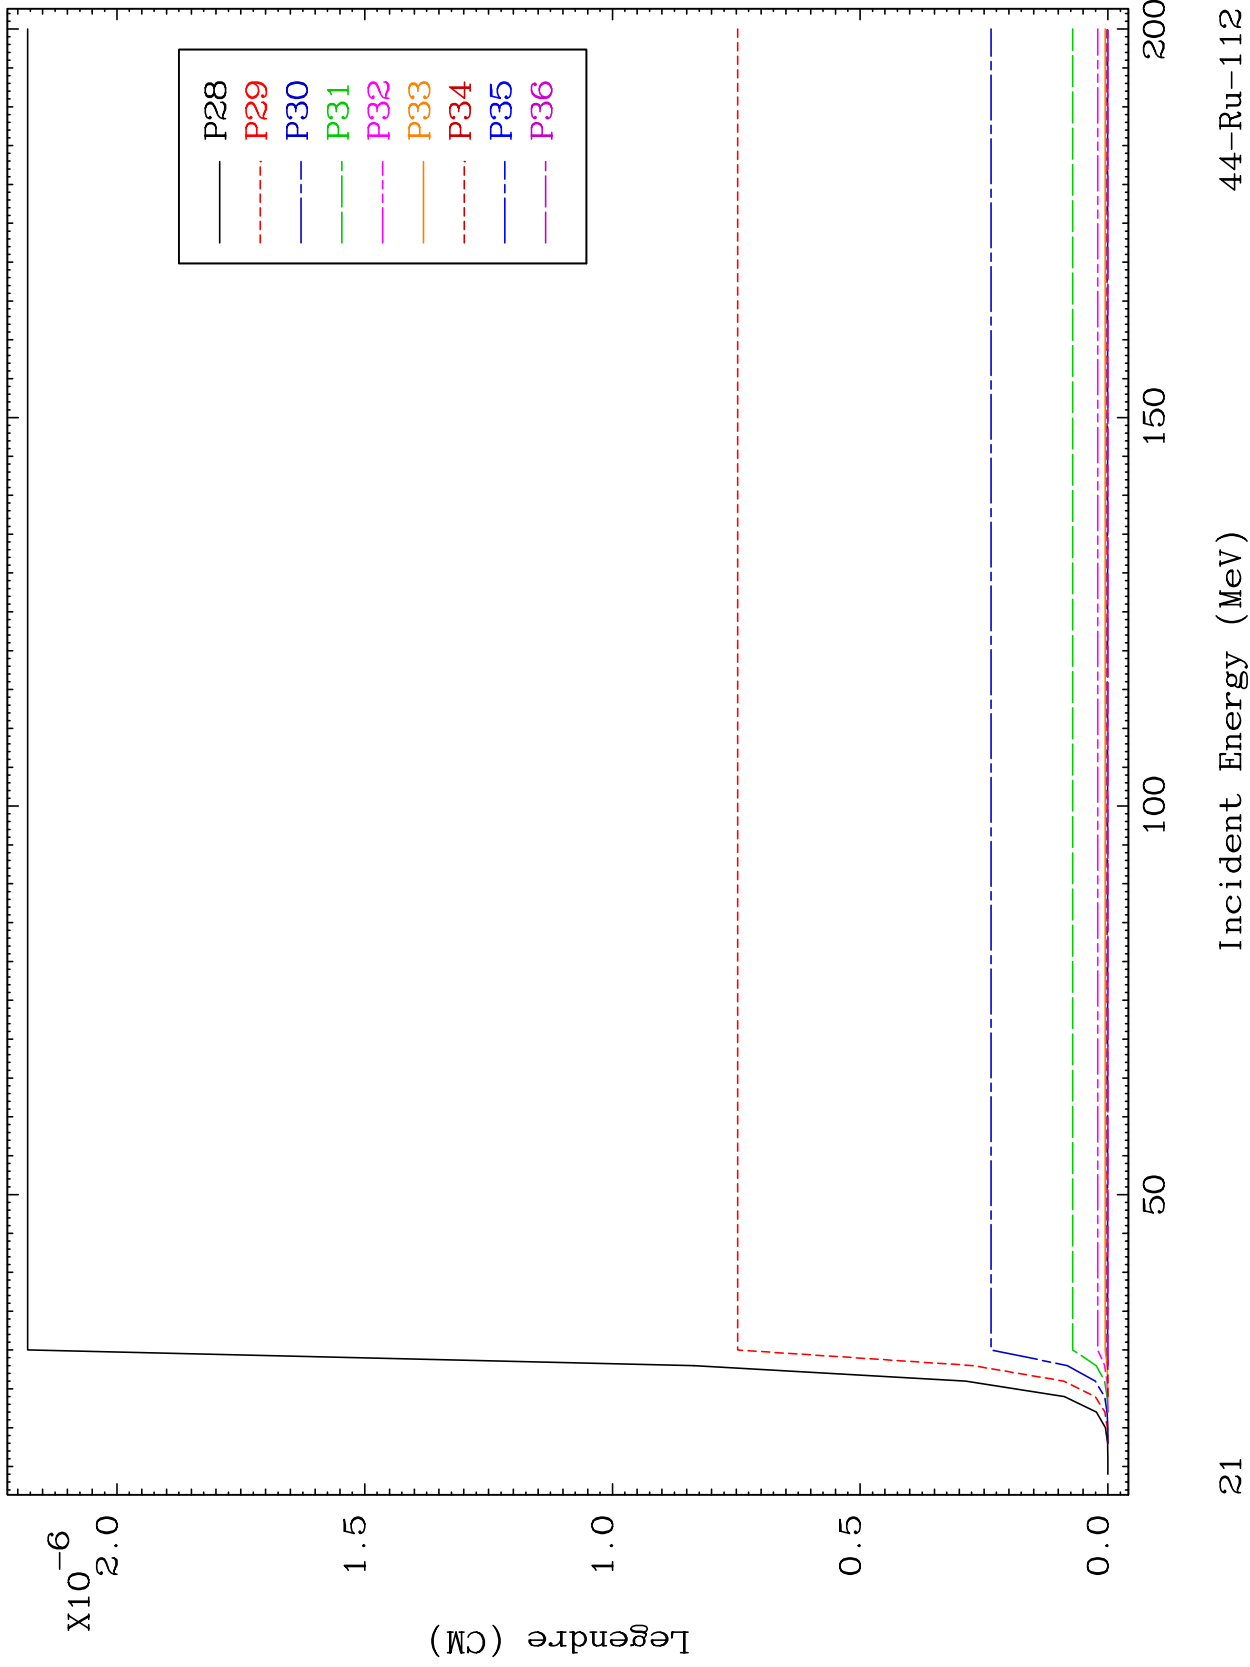 X10-6
2.0
1.5
1.0
0.5
0.0
Legendre (CM)
P28
P29
P30
P31
P32
P33
P34
P35
P36
50
100
150
200
Incident Energy (MeV)
21
44-Ru-112